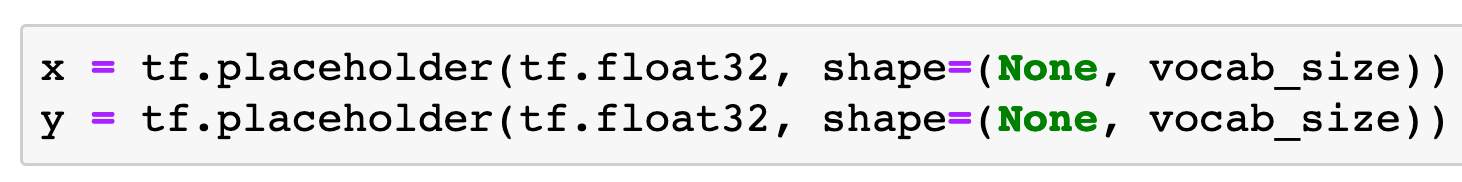 x = tf.placeholder(tf.float32, shape=(None, vocab_size))
y = tf.placeholder(tf.float32, shape=(None, vocab_size))